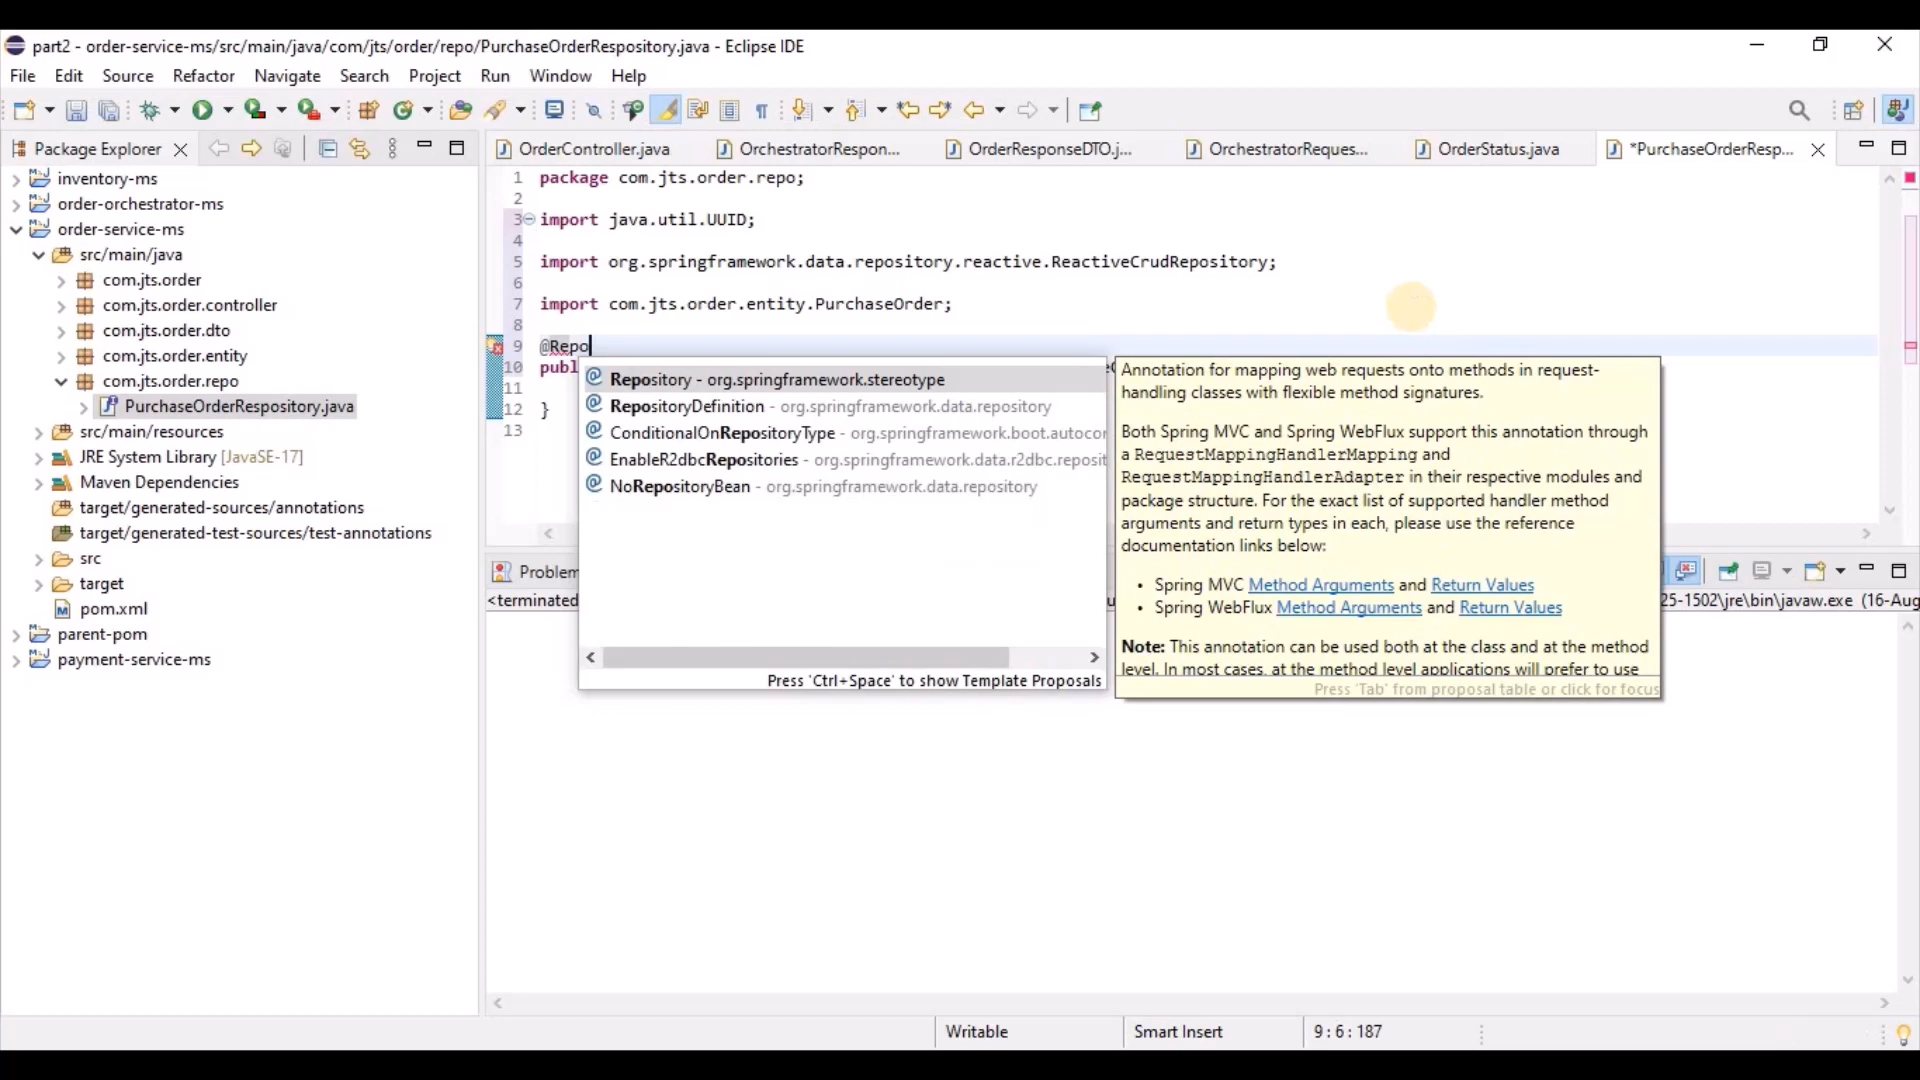 part2 - order-service-ms/src/main/java/com/jts/order/repo/PurchaseOrderRespository.java - Eclipse IDE
File Edit Source Refactor Navigate Search Project Run Window Help
Package Explorer
inventory-ms
order-orchestrator-ms
order-service-ms
src/main/java
com.jts.order
com.jts.order.controller
com.jts.order.dto
com.jts.order.entity
com.jts.order.repo
PurchaseOrderRespository.java
src/main/resources
JRE System Library [JavaSE-17]
Maven Dependencies
target/generated-sources/annotations
target/generated-test-sources/test-annotations
src
target
pom.xml
parent-pom
payment-service-ms
OrderController.java OrchestratorRespon... OrderResponseDTO.j... OrchestratorReques... OrderStatus.java *PurchaseOrderResp...
1 package com.jts.order.repo;
2
3 import java.util.UUID;
4
5 import org.springframework.data.repository.reactive.ReactiveCrudRepository;
6
7 import com.jts.order.entity.PurchaseOrder;
8
9 @Repo
10 publ
11
12 }
13
Repository - org.springframework.stereotype
RepositoryDefinition - org.springframework.data.repository
ConditionalOnRepositoryType - org.springframework.boot.autocor
EnableR2dbcRepositories - org.springframework.data.r2dbc.reposit
NoRepositoryBean - org.springframework.data.repository
Press 'Ctrl+Space' to show Template Proposals
Annotation for mapping web requests onto methods in request-
handling classes with flexible method signatures.
Both Spring MVC and Spring WebFlux support this annotation through
a RequestMappingHandlerMapping and
RequestMappingHandlerAdapter in their respective modules and
package structure. For the exact list of supported handler method
arguments and return types in each, please use the reference
documentation links below:
• Spring MVC Method Arguments and Return Values
• Spring WebFlux Method Arguments and Return Values
Note: This annotation can be used both at the class and at the method
level. In most cases, at the method level applications will prefer to use
Press 'Tab' from proposal table or click for focus
Problem
<terminated 25-1502\jre\bin\javaw.exe (16-Aug
Writable Smart Insert 9 : 6 : 187